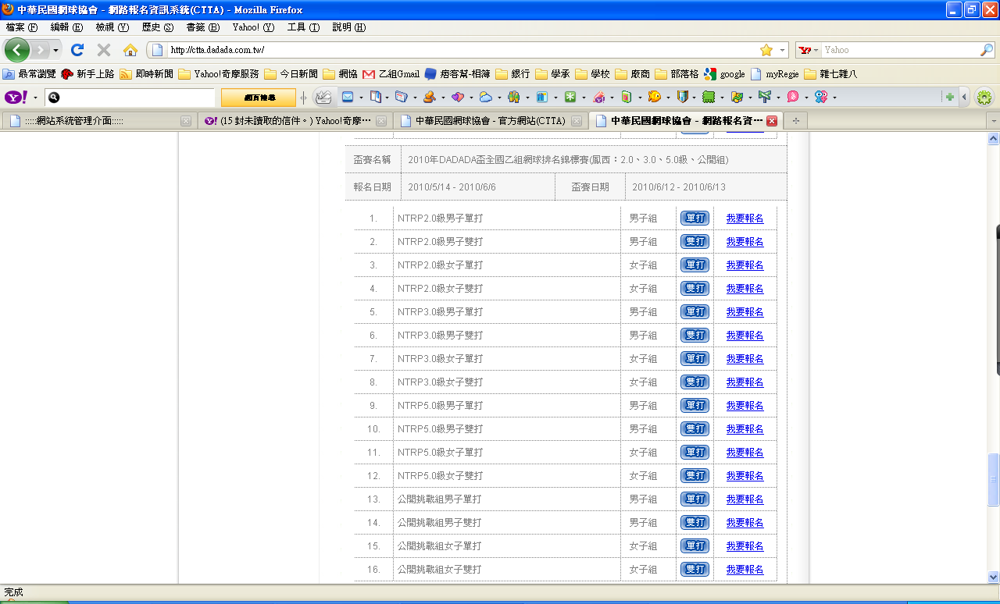 中華民國網球協會 - 網路報名資訊系統(CTTA) - Mozilla Firefox
檔案(F) 編輯(E) 檢視(V) 歷史(S) 書籤(B) Yahoo!(Y) 工具(T) 說明(H)
http://ctta.dadada.com.tw/ Yahoo
最常瀏覽 新手上路 即時新聞 Yahoo!奇摩服務 今日新聞 網協 乙組Gmail 痞客幫-相簿 銀行 學承 學校 廠商 部落格 google myRegie 雜七雜八
Y! 網頁搜尋
:::::網站系統管理介面::::: (15 封未讀取的信件。) Yahoo!奇摩… 中華民國網球協會 - 官方網站(CTTA) 中華民國網球協會 - 網路報名資…
盃賽名稱 2010年DADADA盃全國乙組網球排名錦標賽(鳳西：2.0、3.0、5.0級、公開組)
報名日期 2010/5/14 - 2010/6/6 盃賽日期 2010/6/12 - 2010/6/13
1. NTRP2.0級男子單打 男子組 單打 我要報名
2. NTRP2.0級男子雙打 男子組 雙打 我要報名
3. NTRP2.0級女子單打 女子組 單打 我要報名
4. NTRP2.0級女子雙打 女子組 雙打 我要報名
5. NTRP3.0級男子單打 男子組 單打 我要報名
6. NTRP3.0級男子雙打 男子組 雙打 我要報名
7. NTRP3.0級女子單打 女子組 單打 我要報名
8. NTRP3.0級女子雙打 女子組 雙打 我要報名
9. NTRP5.0級男子單打 男子組 單打 我要報名
10. NTRP5.0級男子雙打 男子組 雙打 我要報名
11. NTRP5.0級女子單打 女子組 單打 我要報名
12. NTRP5.0級女子雙打 女子組 雙打 我要報名
13. 公開挑戰組男子單打 男子組 單打 我要報名
14. 公開挑戰組男子雙打 男子組 雙打 我要報名
15. 公開挑戰組女子單打 女子組 單打 我要報名
16. 公開挑戰組女子雙打 女子組 雙打 我要報名
完成